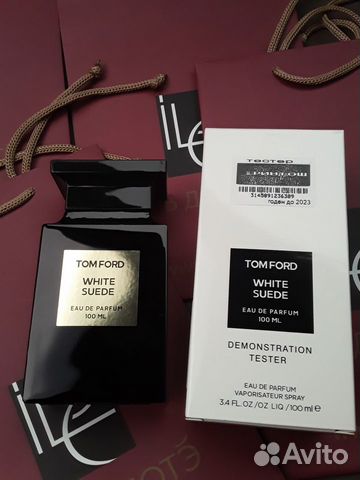 тестер
3145891236309
годен до 2023
TOM FORD
WHITE
SUEDE
EAU DE PARFUM
100 ML
DEMONSTRATION
TESTER
EAU DE PARFUM
VAPORISATEUR SPRAY
3.4 FL.OZ/OZ LIQ/100 ml e
TOM FORD
WHITE
SUEDE
EAU DE PARFUM
100 ML
Avito